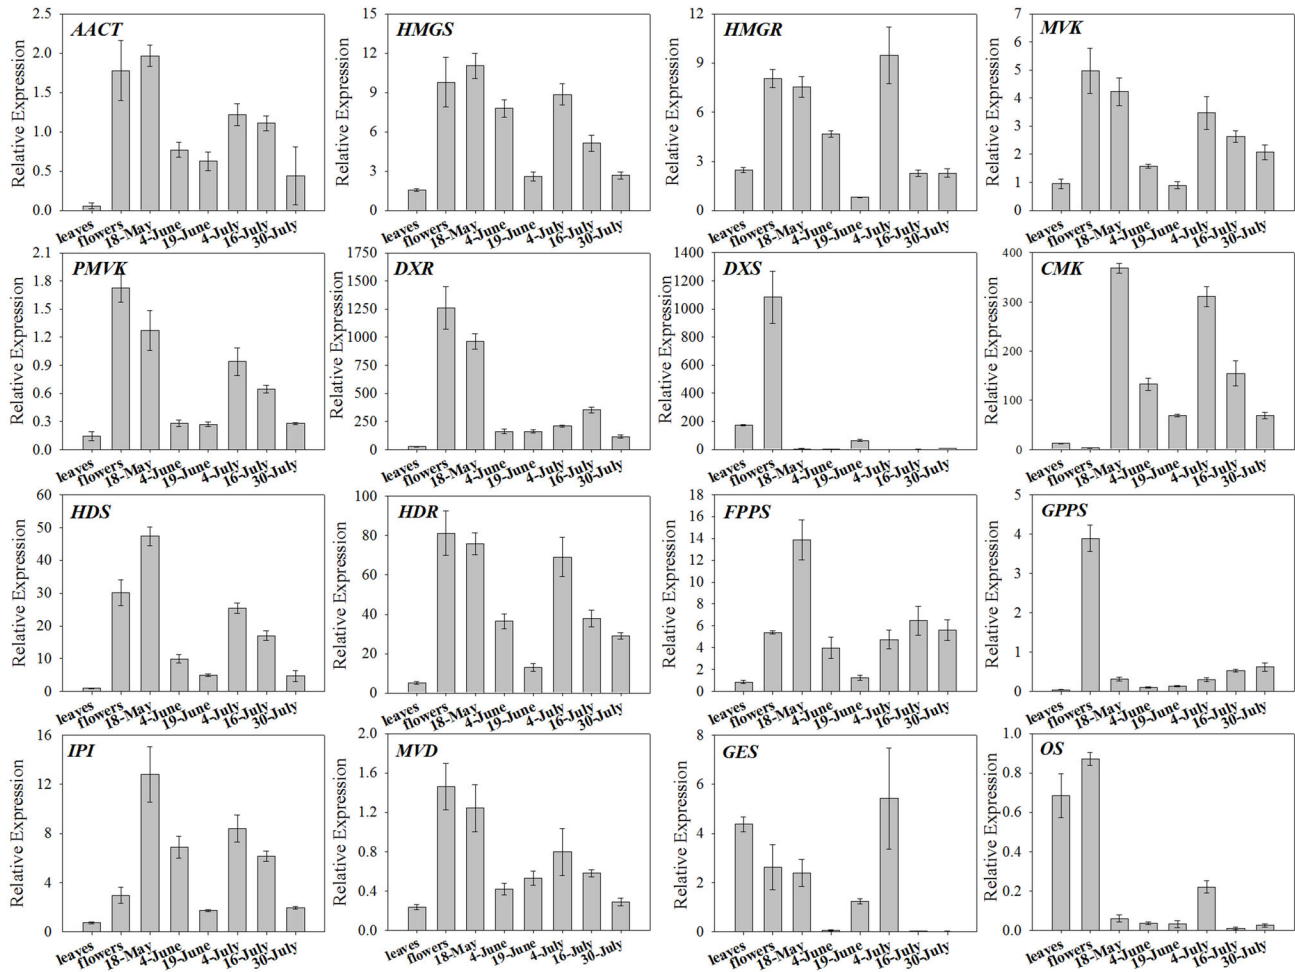 AACT
Relative Expression
2.5
2.0
1.5
1.0
0.5
0.0
leaves
flowers
18-May
4-June
19-June
4-July
16-July
30-July
HMGS
Relative Expression
15
12
9
6
3
0
leaves
flowers
18-May
4-June
19-June
4-July
16-July
30-July
HMGR
Relative Expression
12
9
6
3
0
leaves
flowers
18-May
4-June
19-June
4-July
16-July
30-July
MVK
Relative Expression
7
6
5
4
3
2
1
0
leaves
flowers
18-May
4-June
19-June
4-July
16-July
30-July
PMVK
Relative Expression
2.1
1.8
1.5
1.2
0.9
0.6
0.3
0.0
leaves
flowers
18-May
4-June
19-June
4-July
16-July
30-July
DXR
Relative Expression
1750
1500
1250
1000
750
500
250
0
leaves
flowers
18-May
4-June
19-June
4-July
16-July
30-July
DXS
Relative Expression
1400
1200
1000
800
600
400
200
0
leaves
flowers
18-May
4-June
19-June
4-July
16-July
30-July
CMK
Relative Expression
400
300
200
100
0
leaves
flowers
18-May
4-June
19-June
4-July
16-July
30-July
HDS
Relative Expression
60
50
40
30
20
10
0
leaves
flowers
18-May
4-June
19-June
4-July
16-July
30-July
HDR
Relative Expression
100
80
60
40
20
0
leaves
flowers
18-May
4-June
19-June
4-July
16-July
30-July
FPPS
Relative Expression
18
16
14
12
10
8
6
4
2
0
leaves
flowers
18-May
4-June
19-June
4-July
16-July
30-July
GPPS
Relative Expression
5
4
3
2
1
0
leaves
flowers
18-May
4-June
19-June
4-July
16-July
30-July
IPI
Relative Expression
16
12
8
4
0
leaves
flowers
18-May
4-June
19-June
4-July
16-July
30-July
MVD
Relative Expression
2.0
1.6
1.2
0.8
0.4
0.0
leaves
flowers
18-May
4-June
19-June
4-July
16-July
30-July
GES
Relative Expression
8
6
4
2
0
leaves
flowers
18-May
4-June
19-June
4-July
16-July
30-July
OS
Relative Expression
1.0
0.8
0.6
0.4
0.2
0.0
leaves
flowers
18-May
4-June
19-June
4-July
16-July
30-July